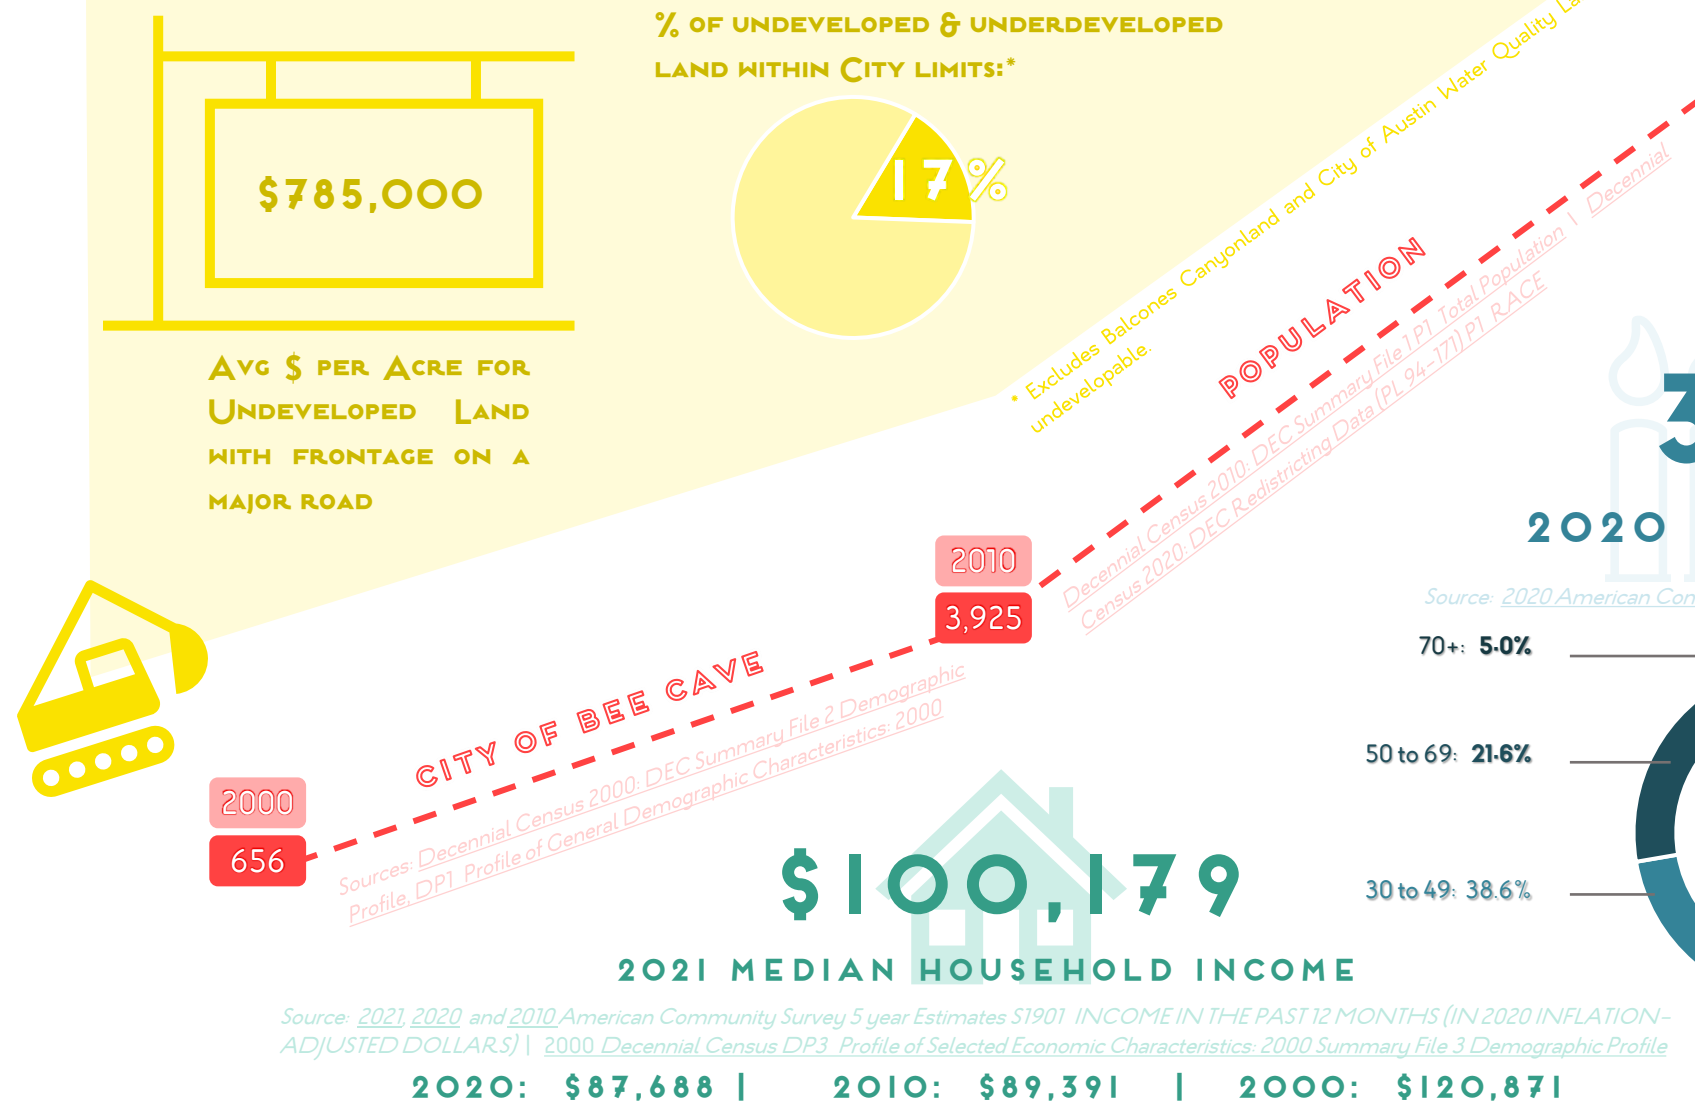 % of undeveloped & underdeveloped
land within City limits:*
$785,000
17%
Avg $ per Acre for
Undeveloped Land
with frontage on a
major road
* Excludes Balcones Canyonland and City of Austin Water Quality
undevelopable.
POPULATION
Decennial Census 2010: DEC Summary File 1 P1 Total Population | Decennial
Census 2020: DEC Redistricting Data (PL 94-171) P1 RACE
2010
3,925
CITY OF BEE CAVE
2000
656
Sources: Decennial Census 2000: DEC Summary File 2 Demographic
Profile, DP1 Profile of General Demographic Characteristics: 2000
2020
Source: 2020 American
70+: 5.0%
50 to 69: 21.6%
30 to 49: 38.6%
$100,179
2021 MEDIAN HOUSEHOLD INCOME
Source: 2021, 2020 and 2010 American Community Survey 5 year Estimates S1901 INCOME IN THE PAST 12 MONTHS (IN 2020 INFLATION-
ADJUSTED DOLLARS) | 2000 Decennial Census DP3 Profile of Selected Economic Characteristics: 2000 Summary File 3 Demographic Profile
2020: $87,688 | 2010: $89,391 | 2000: $120,871